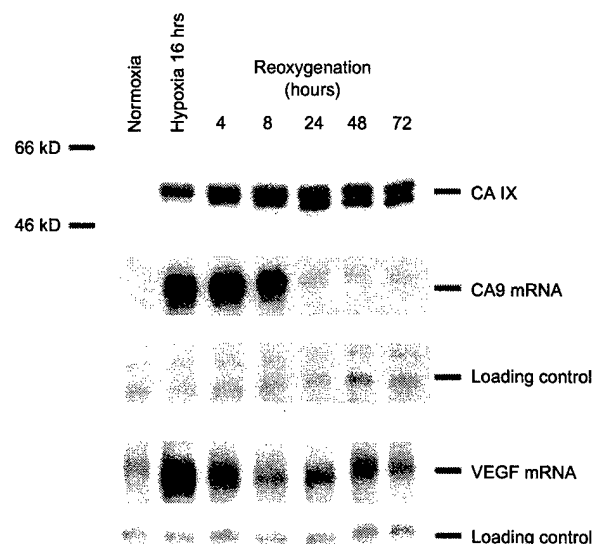 Normoxia
Hypoxia 16 hrs
Reoxygenation
(hours)
4 8 24 48 72
66 kD
CA IX
46 kD
CA9 mRNA
Loading control
VEGF mRNA
Loading control